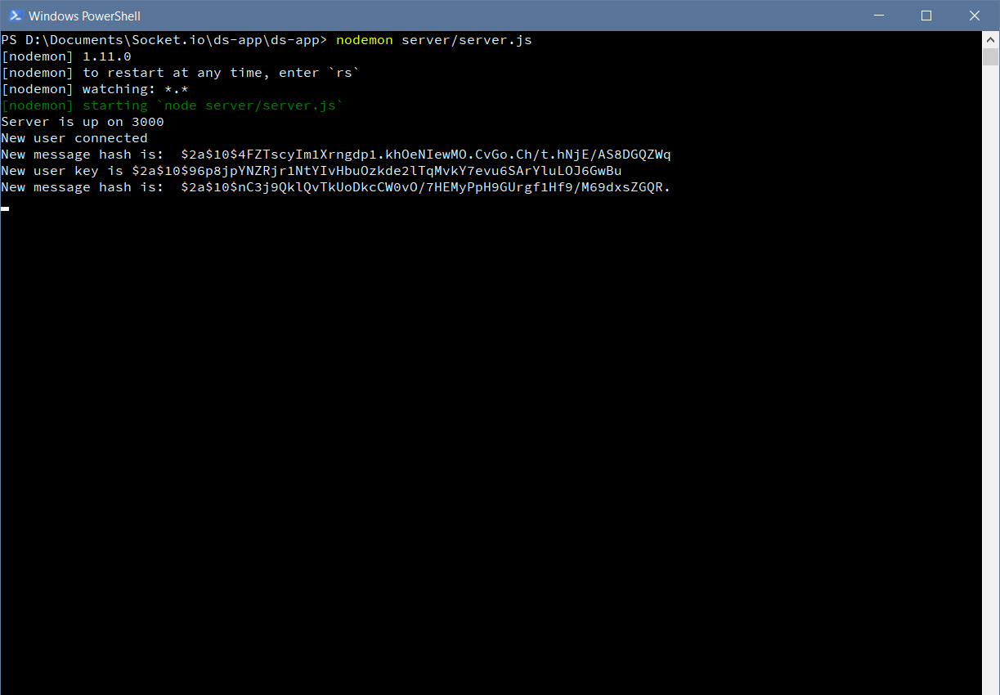 Windows PowerShell
PS D:\Documents\Socket.io\ds-app\ds-app> nodemon server/server.js
[nodemon] 1.11.0
[nodemon] to restart at any time, enter `rs`
[nodemon] watching: *.*
[nodemon] starting `node server/server.js`
Server is up on 3000
New user connected
New message hash is:  $2a$10$4FZTscyIm1Xrngdp1.khOeNIewMO.CvGo.Ch/t.hNjE/AS8DGQZWq
New user key is $2a$10$96p8jpYNZRjr1NtYIvHbuOzkde2lTqMvkY7evu6SArYluLOJ6GwBu
New message hash is:  $2a$10$nC3j9QklQvTkUoDkcCW0vO/7HEMyPpH9GUrgf1Hf9/M69dxsZGQR.